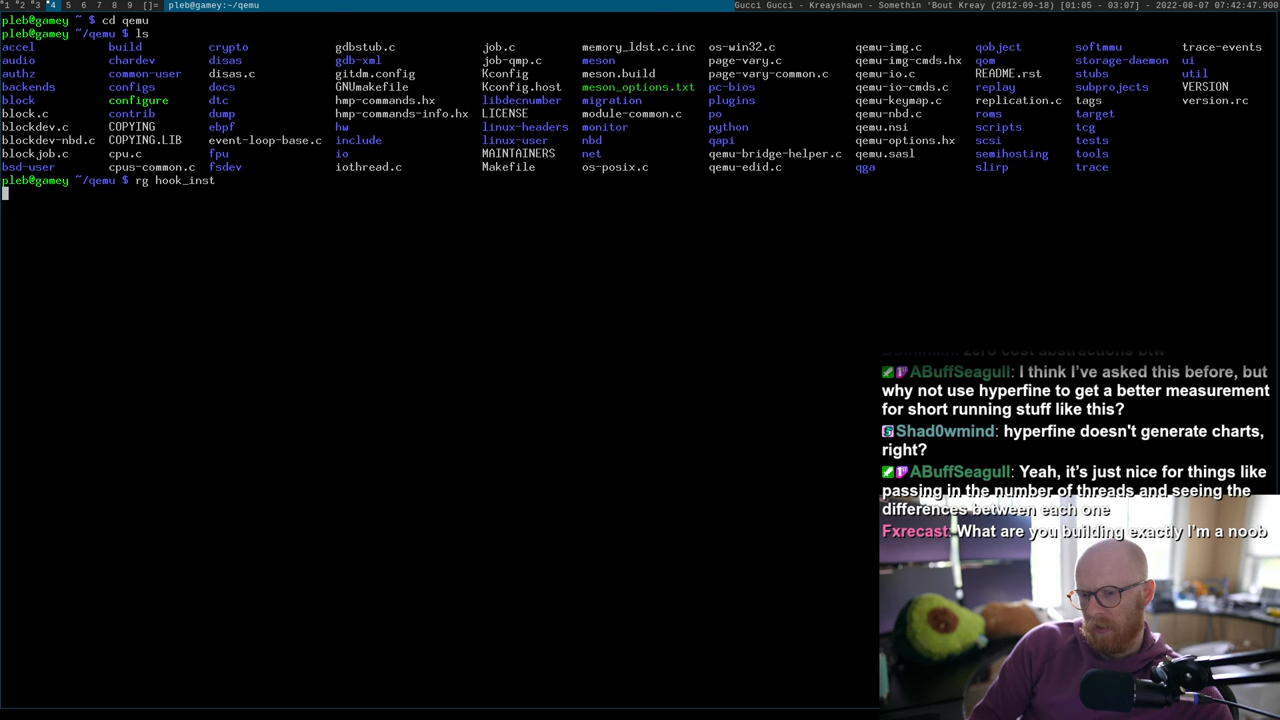 1 2 3 4 5 6 7 8 9 []= pleb@gamey:~/qemu Gucci Gucci - Kreayshawn - Somethin 'Bout Kreay (2012-09-18) [01:05 - 03:07] - 2022-08-07 07:42:47.900
pleb@gamey ~ $ cd qemu
pleb@gamey ~/qemu $ ls
accel build crypto gdbstub.c job.c memory_ldst.c.inc os-win32.c qemu-img.c qobject softmmu trace-events
audio chardev disas gdb-xml job-qmp.c meson page-vary.c qemu-img-cmds.hx qom storage-daemon ui
authz common-user disas.c gitdm.config Kconfig meson.build page-vary-common.c qemu-io.c README.rst stubs util
backends configs docs GNUmakefile Kconfig.host meson_options.txt pc-bios qemu-io-cmds.c replay subprojects VERSION
block configure dtc hmp-commands.hx libdecnumber migration plugins qemu-keymap.c replication.c tags version.rc
block.c contrib dump hmp-commands-info.hx LICENSE module-common.c po qemu-nbd.c roms target
blockdev.c COPYING ebpf hw linux-headers monitor python qemu.nsi scripts tcg
blockdev-nbd.c COPYING.LIB event-loop-base.c include linux-user nbd qapi qemu-options.hx scsi tests
blockjob.c cpu.c fpu io MAINTAINERS net qemu-bridge-helper.c qemu.sasl semihosting tools
bsd-user cpus-common.c fsdev iothread.c Makefile os-posix.c qemu-edid.c qga slirp trace
pleb@gamey ~/qemu $ rg hook_inst
zero cost abstractions btw
ABuffSeagull: I think I've asked this before, but
why not use hyperfine to get a better measurement
for short running stuff like this?
Shad0wmind: hyperfine doesn't generate charts,
right?
ABuffSeagull: Yeah, it's just nice for things like
passing in the number of threads and seeing the
differences between each one
Fxrecast: What are you building exactly I'm a noob